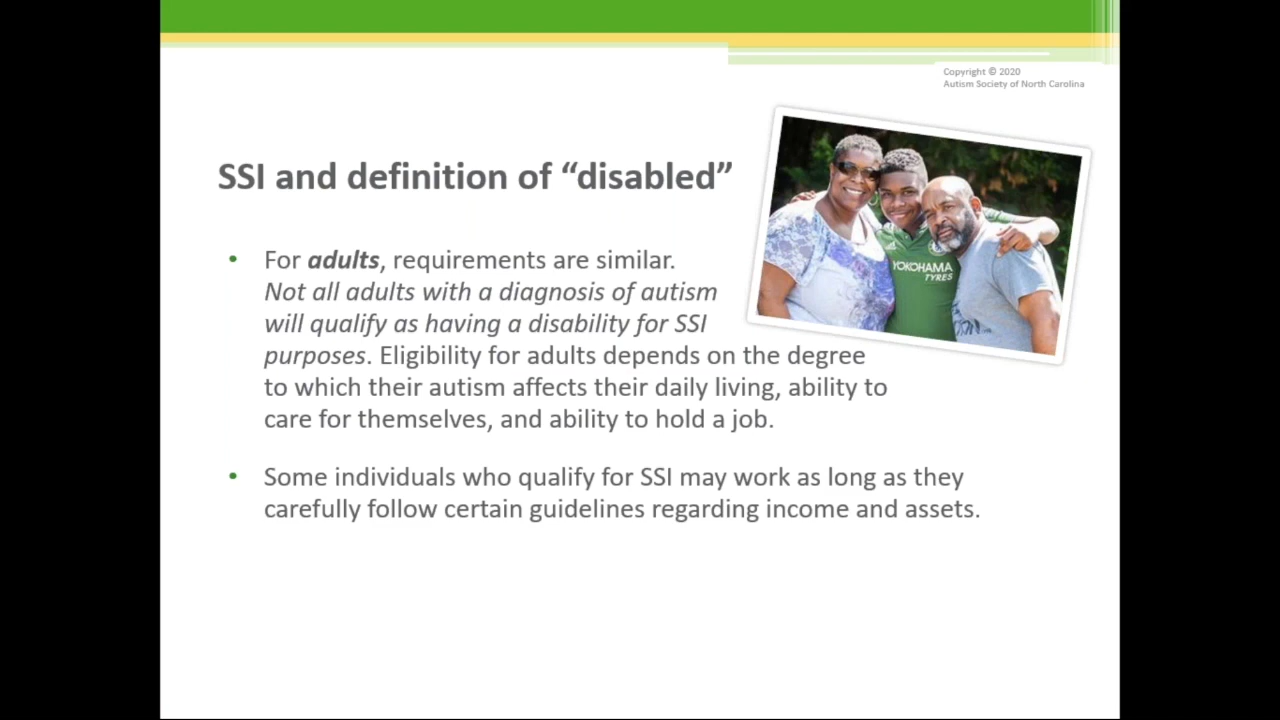 Copyright © 2020
Autism Society of North Carolina
SSI and definition of “disabled”
• For adults, requirements are similar.
Not all adults with a diagnosis of autism
will qualify as having a disability for SSI
purposes. Eligibility for adults depends on the degree
to which their autism affects their daily living, ability to
care for themselves, and ability to hold a job.
• Some individuals who qualify for SSI may work as long as they
carefully follow certain guidelines regarding income and assets.
YOKOHAMA
TYRES